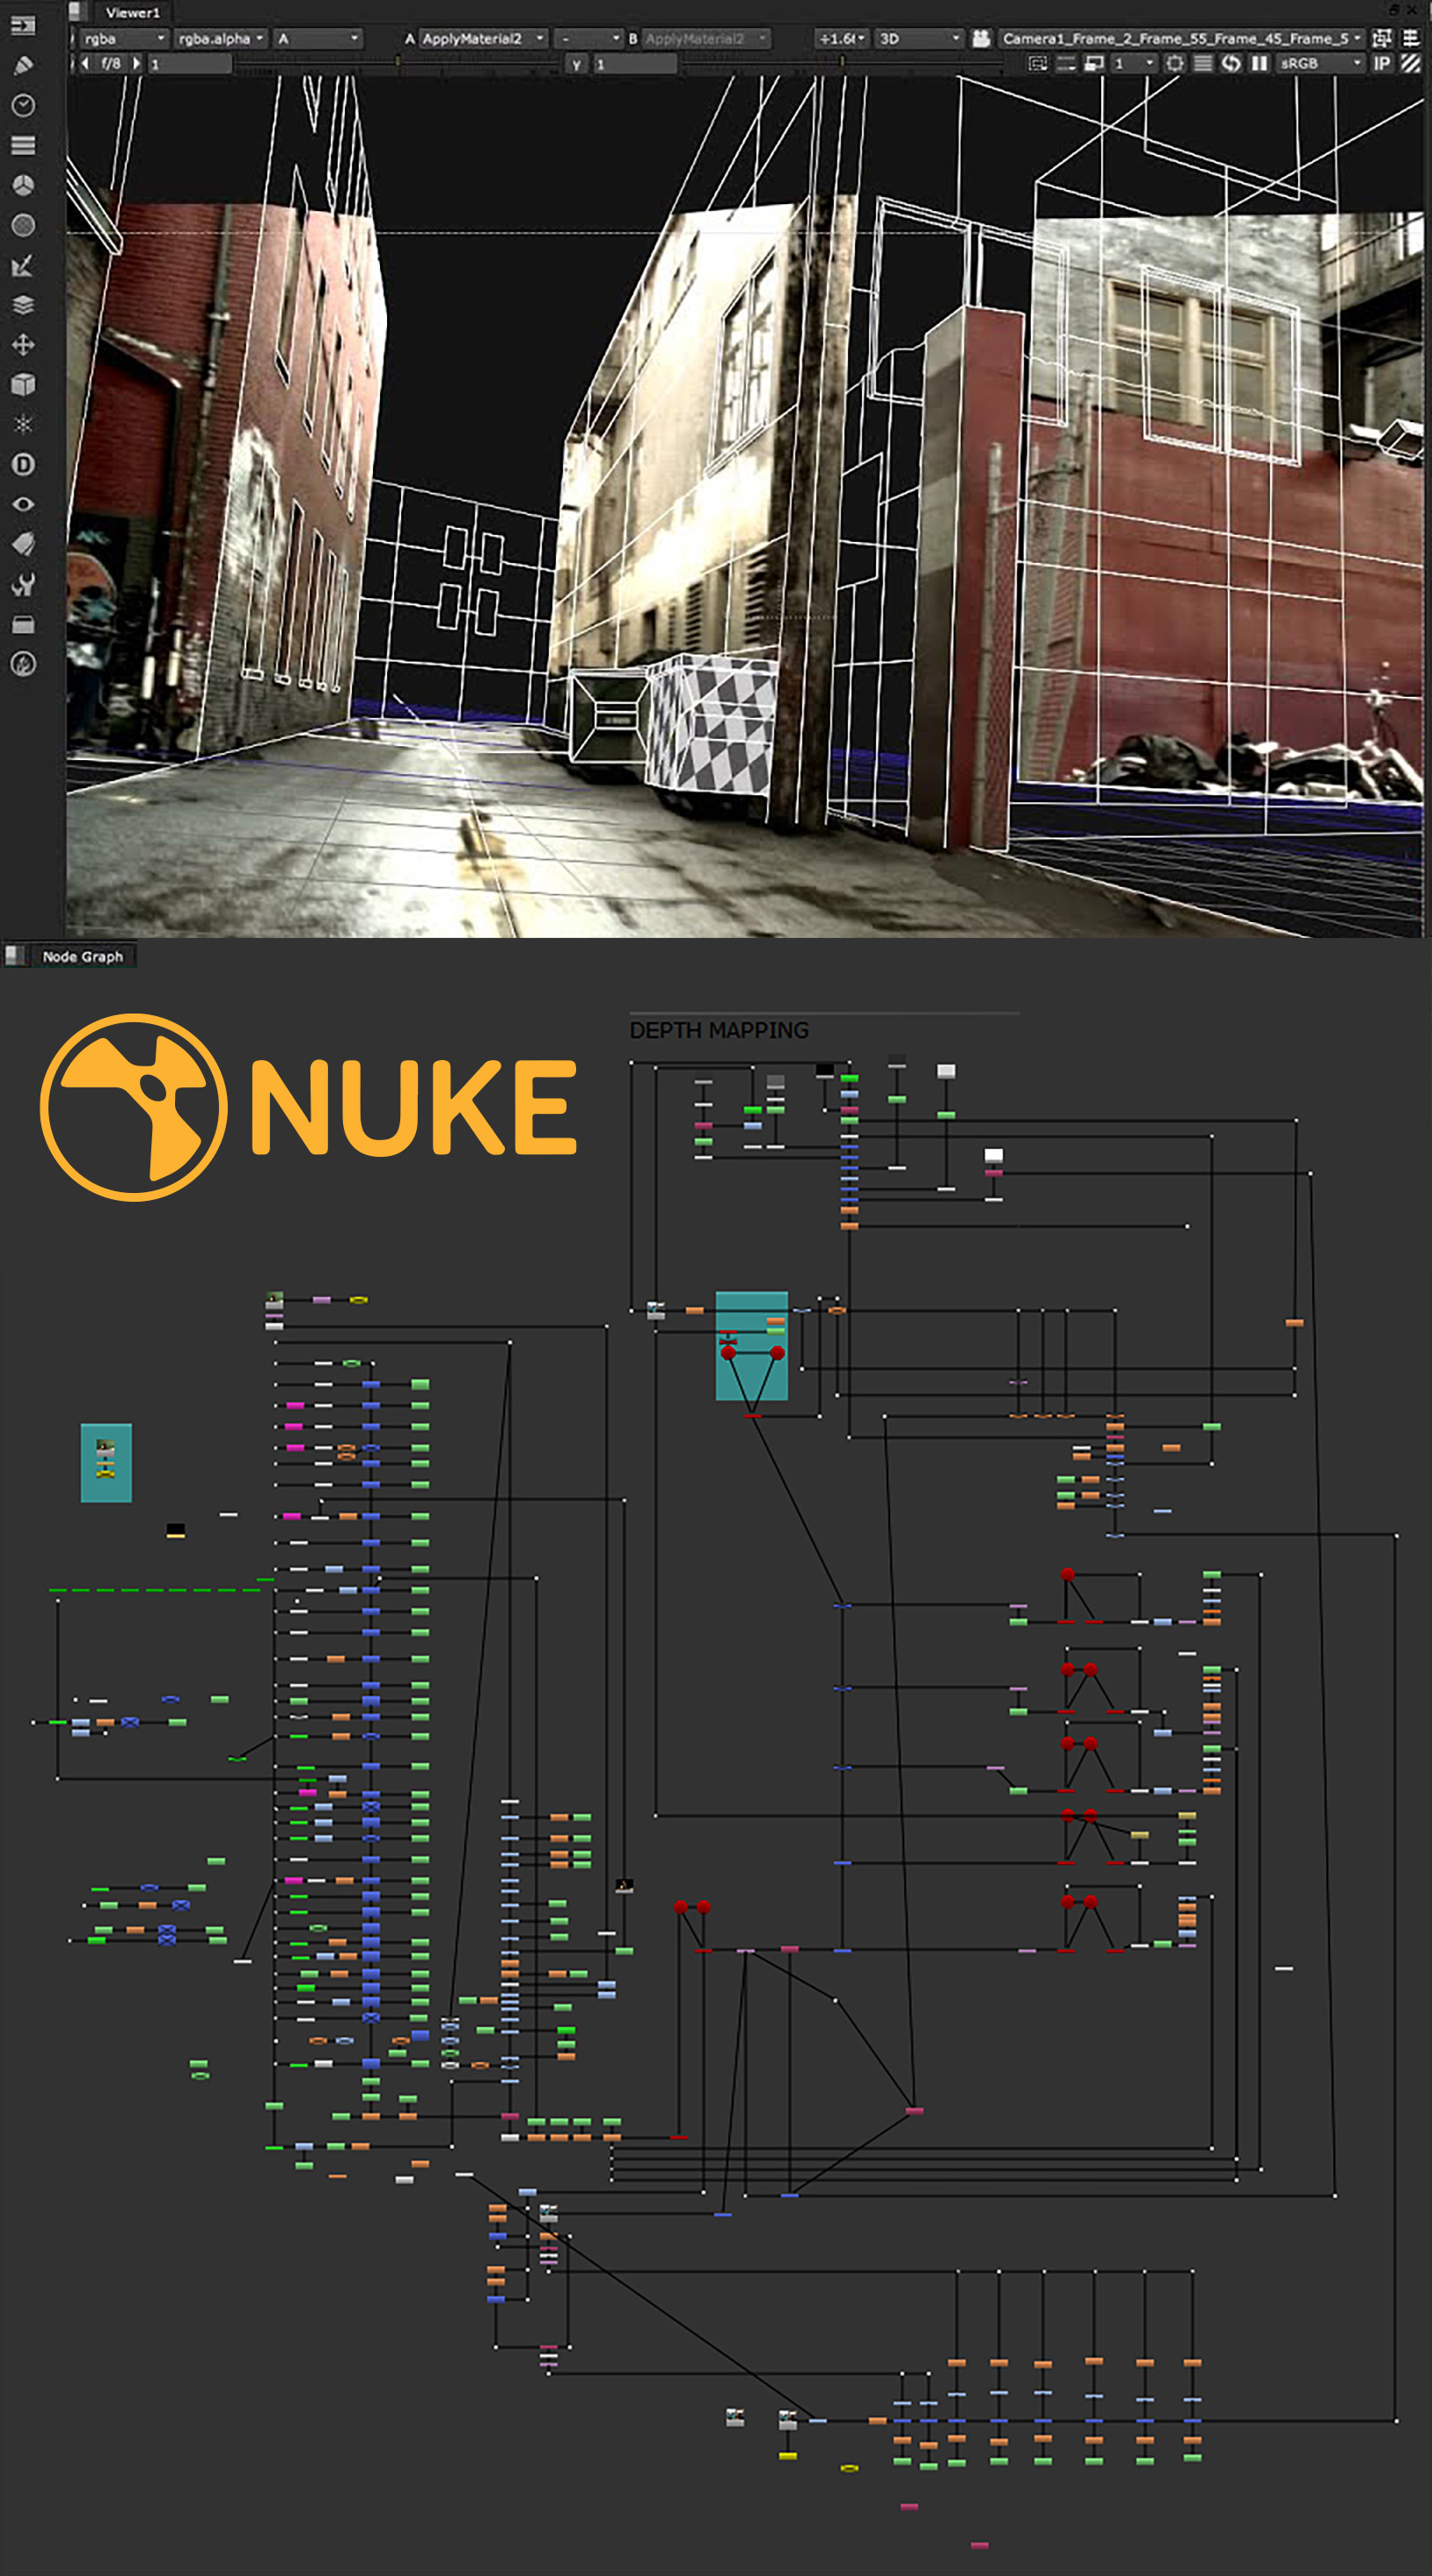 Viewer1
rgba rgba.alpha A A ApplyMaterial2 - B ApplyMaterial2 3D Camera1_Frame_2_Frame_55_Frame_45_Frame_5
f/8 1 Y 1 1 sRGB IP
D
Node Graph
DEPTH MAPPING
NUKE